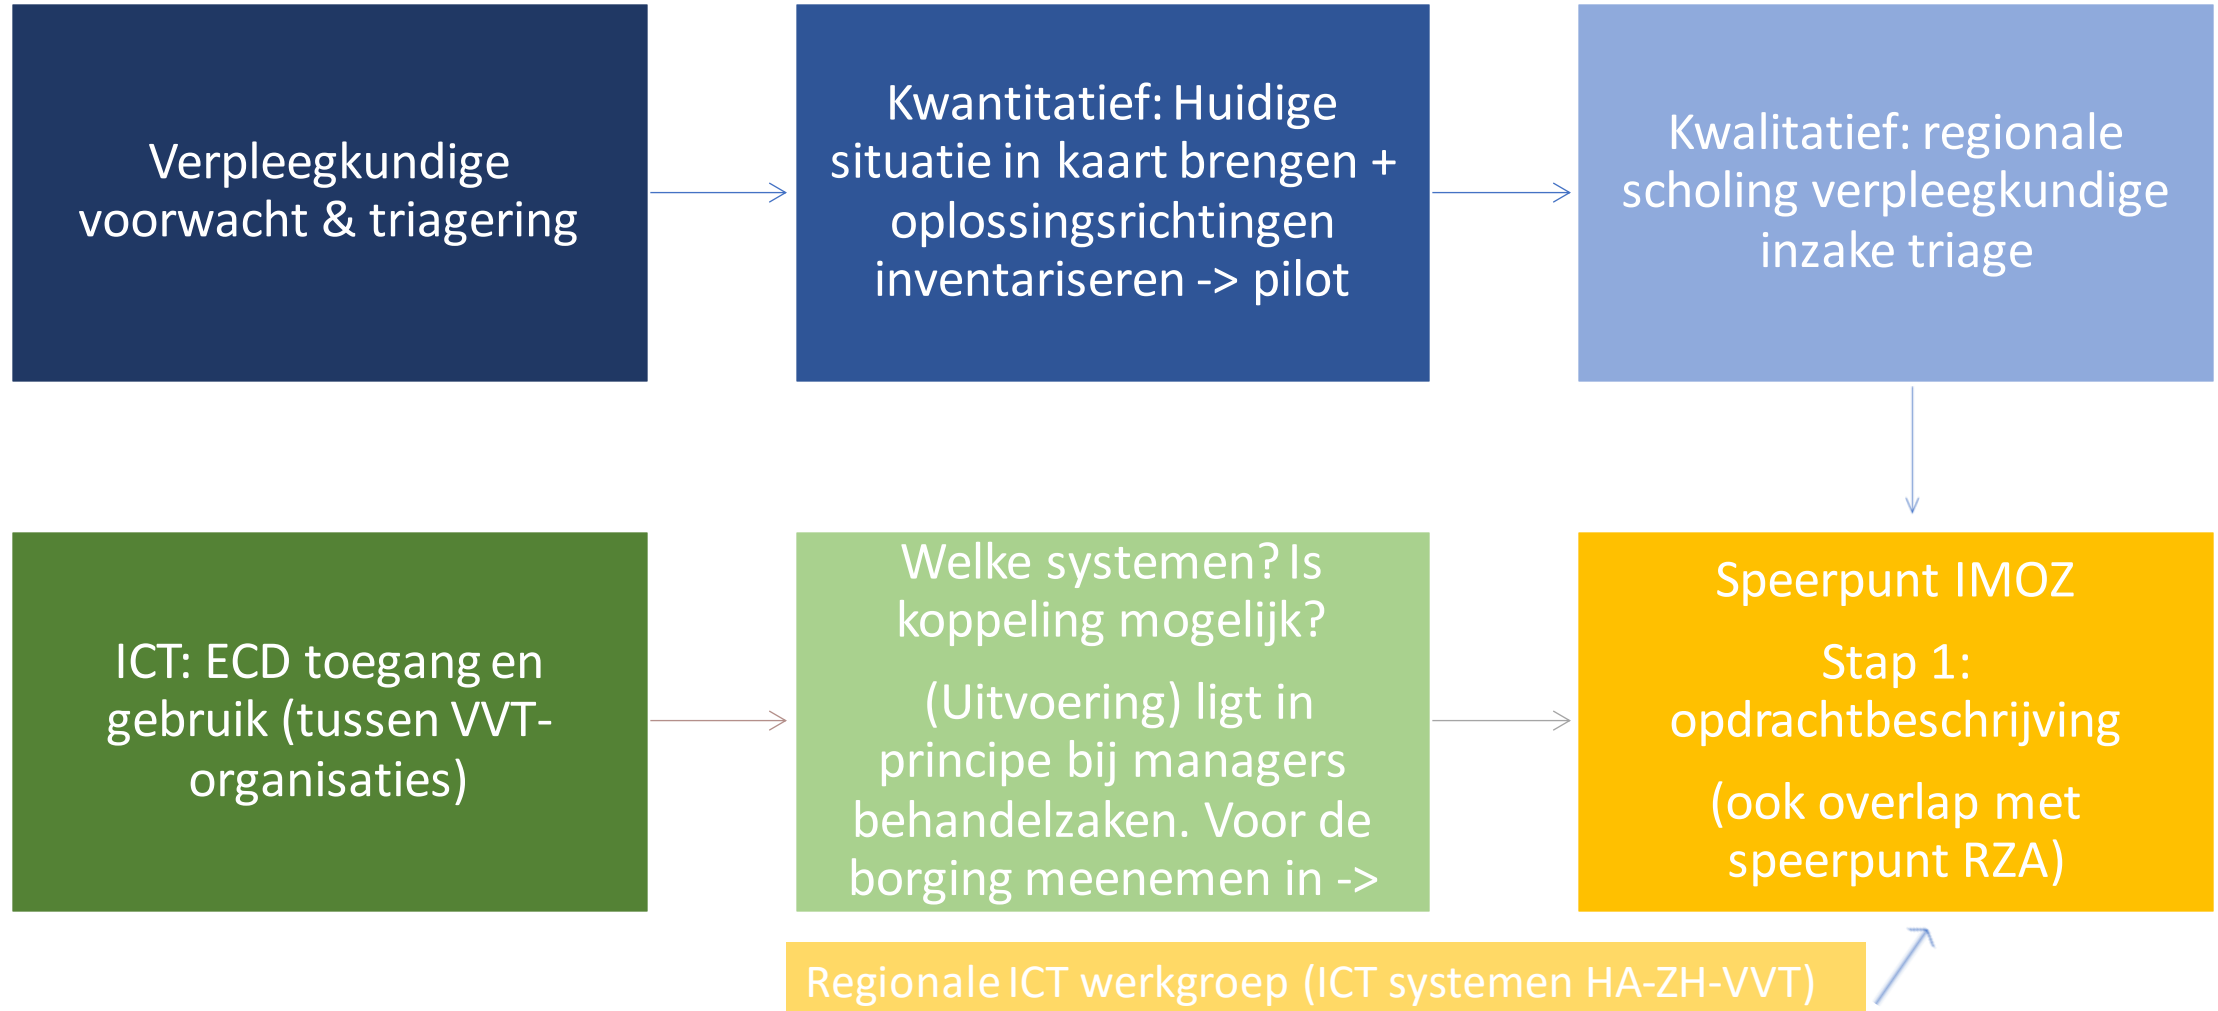 Verpleegkundige
voorwacht & triagering
Kwantitatief: Huidige
situatie in kaart brengen +
oplossingsrichtingen
inventariseren -> pilot
Kwalitatief: regionale
scholing verpleegkundige
inzake triage
ICT: ECD toegang en
gebruik (tussen VVT-
organisaties)
Welke systemen? Is
koppeling mogelijk?
(Uitvoering) ligt in
principe bij managers
behandelzaken. Voor de
borging meenemen in ->
Speerpunt IMOZ
Stap 1:
opdrachtbeschrijving
(ook overlap met
speerpunt RZA)
Regionale ICT werkgroep (ICT systemen HA-ZH-VVT)